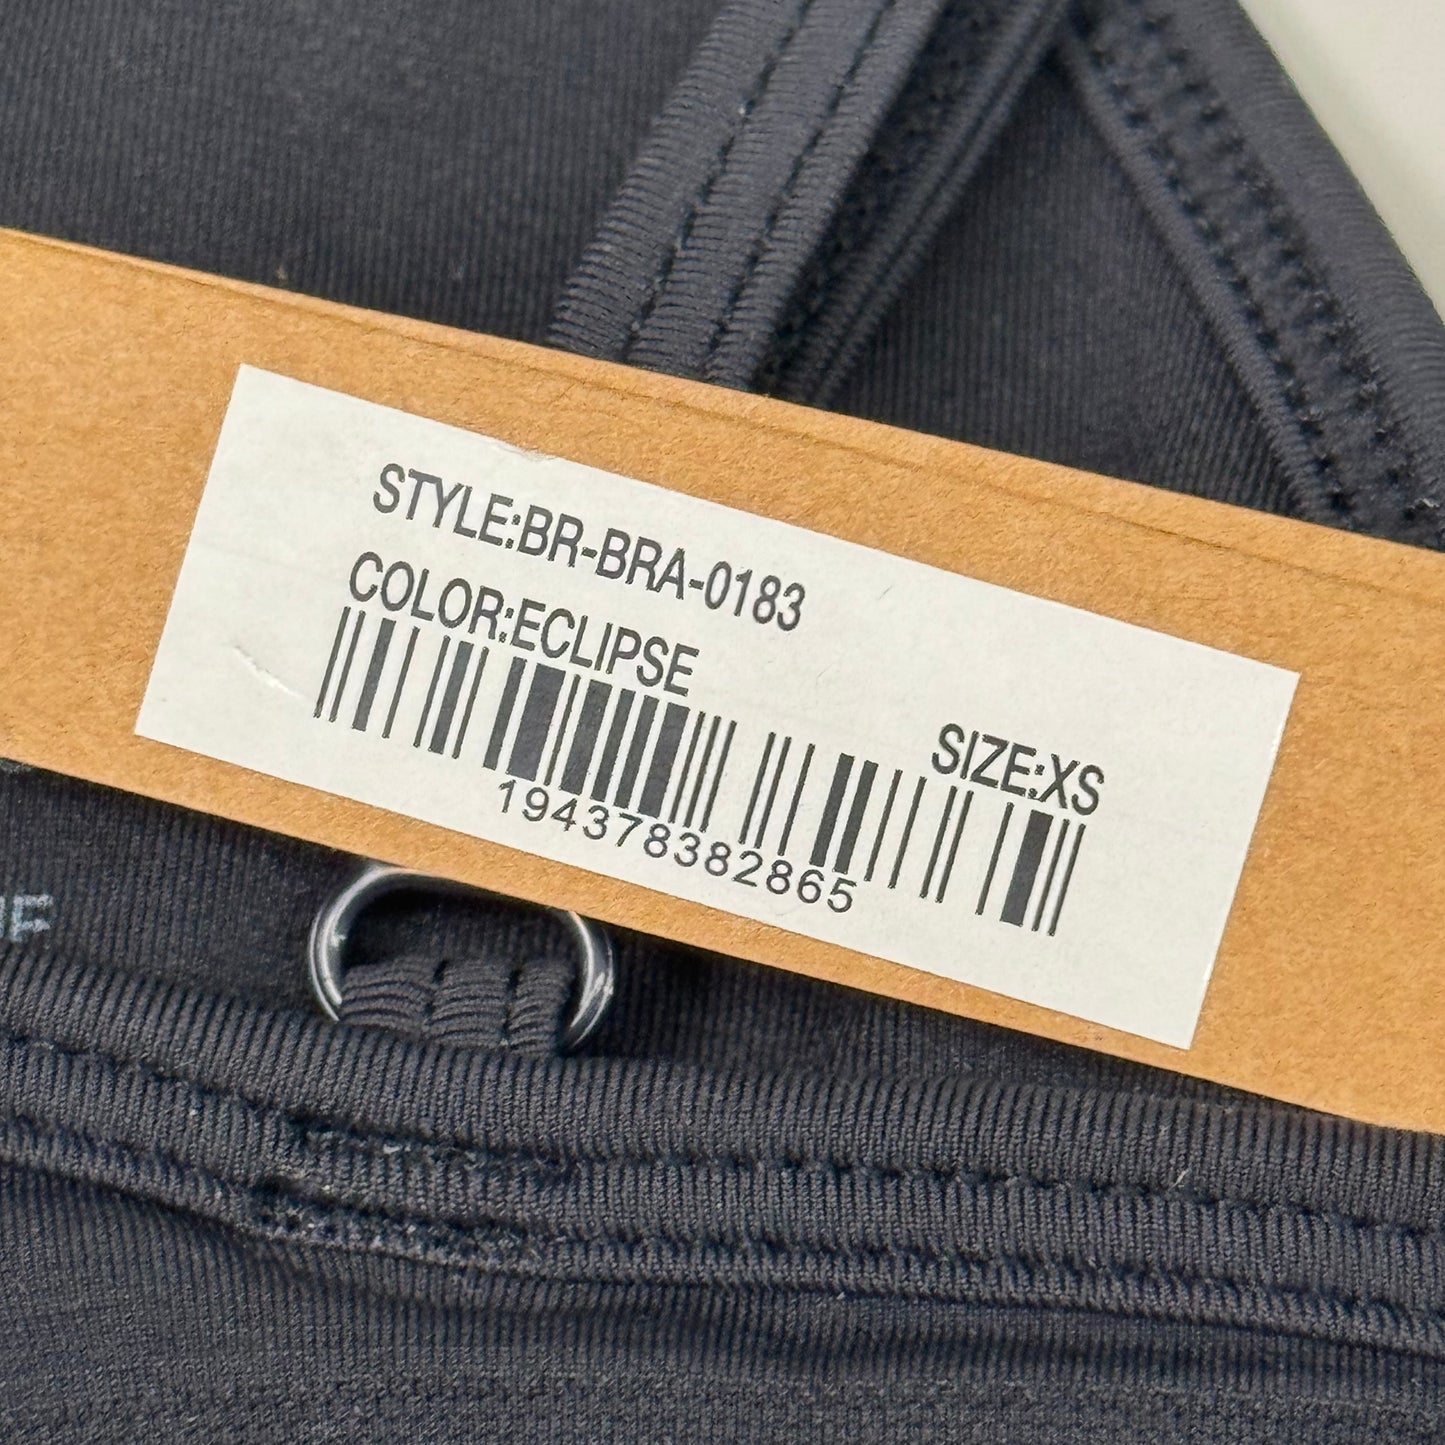 STYLE:BR-BRA-0183
COLOR:ECLIPSE
SIZE:XS
194378382865